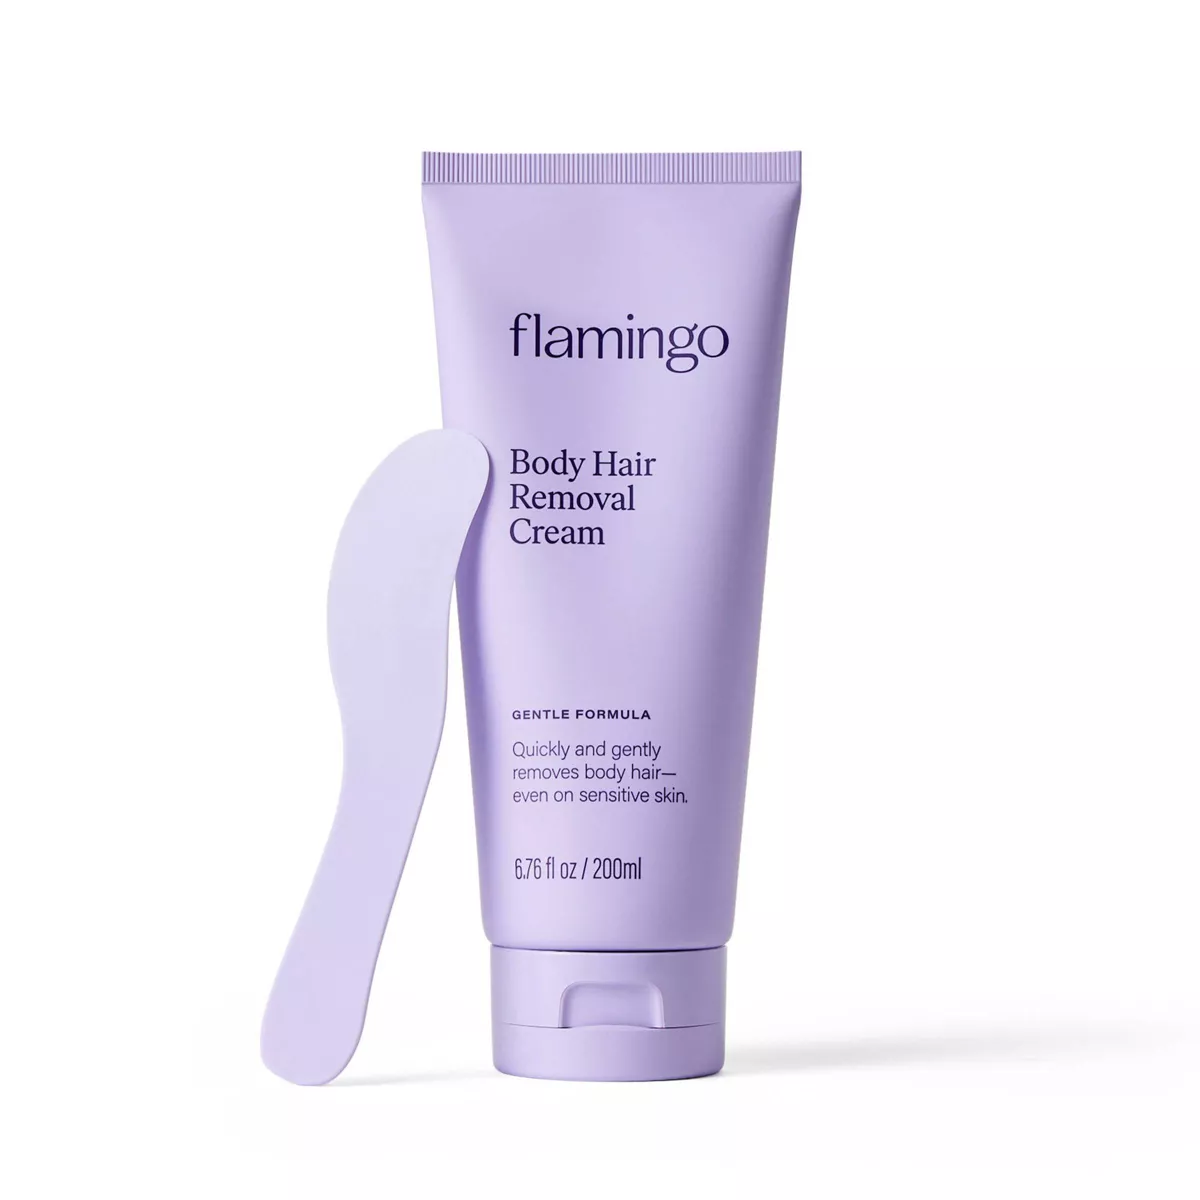 flamingo
Body Hair
Removal
Cream
GENTLE FORMULA
Quickly and gently
removes body hair—
even on sensitive skin.
6.76 fl oz / 200ml